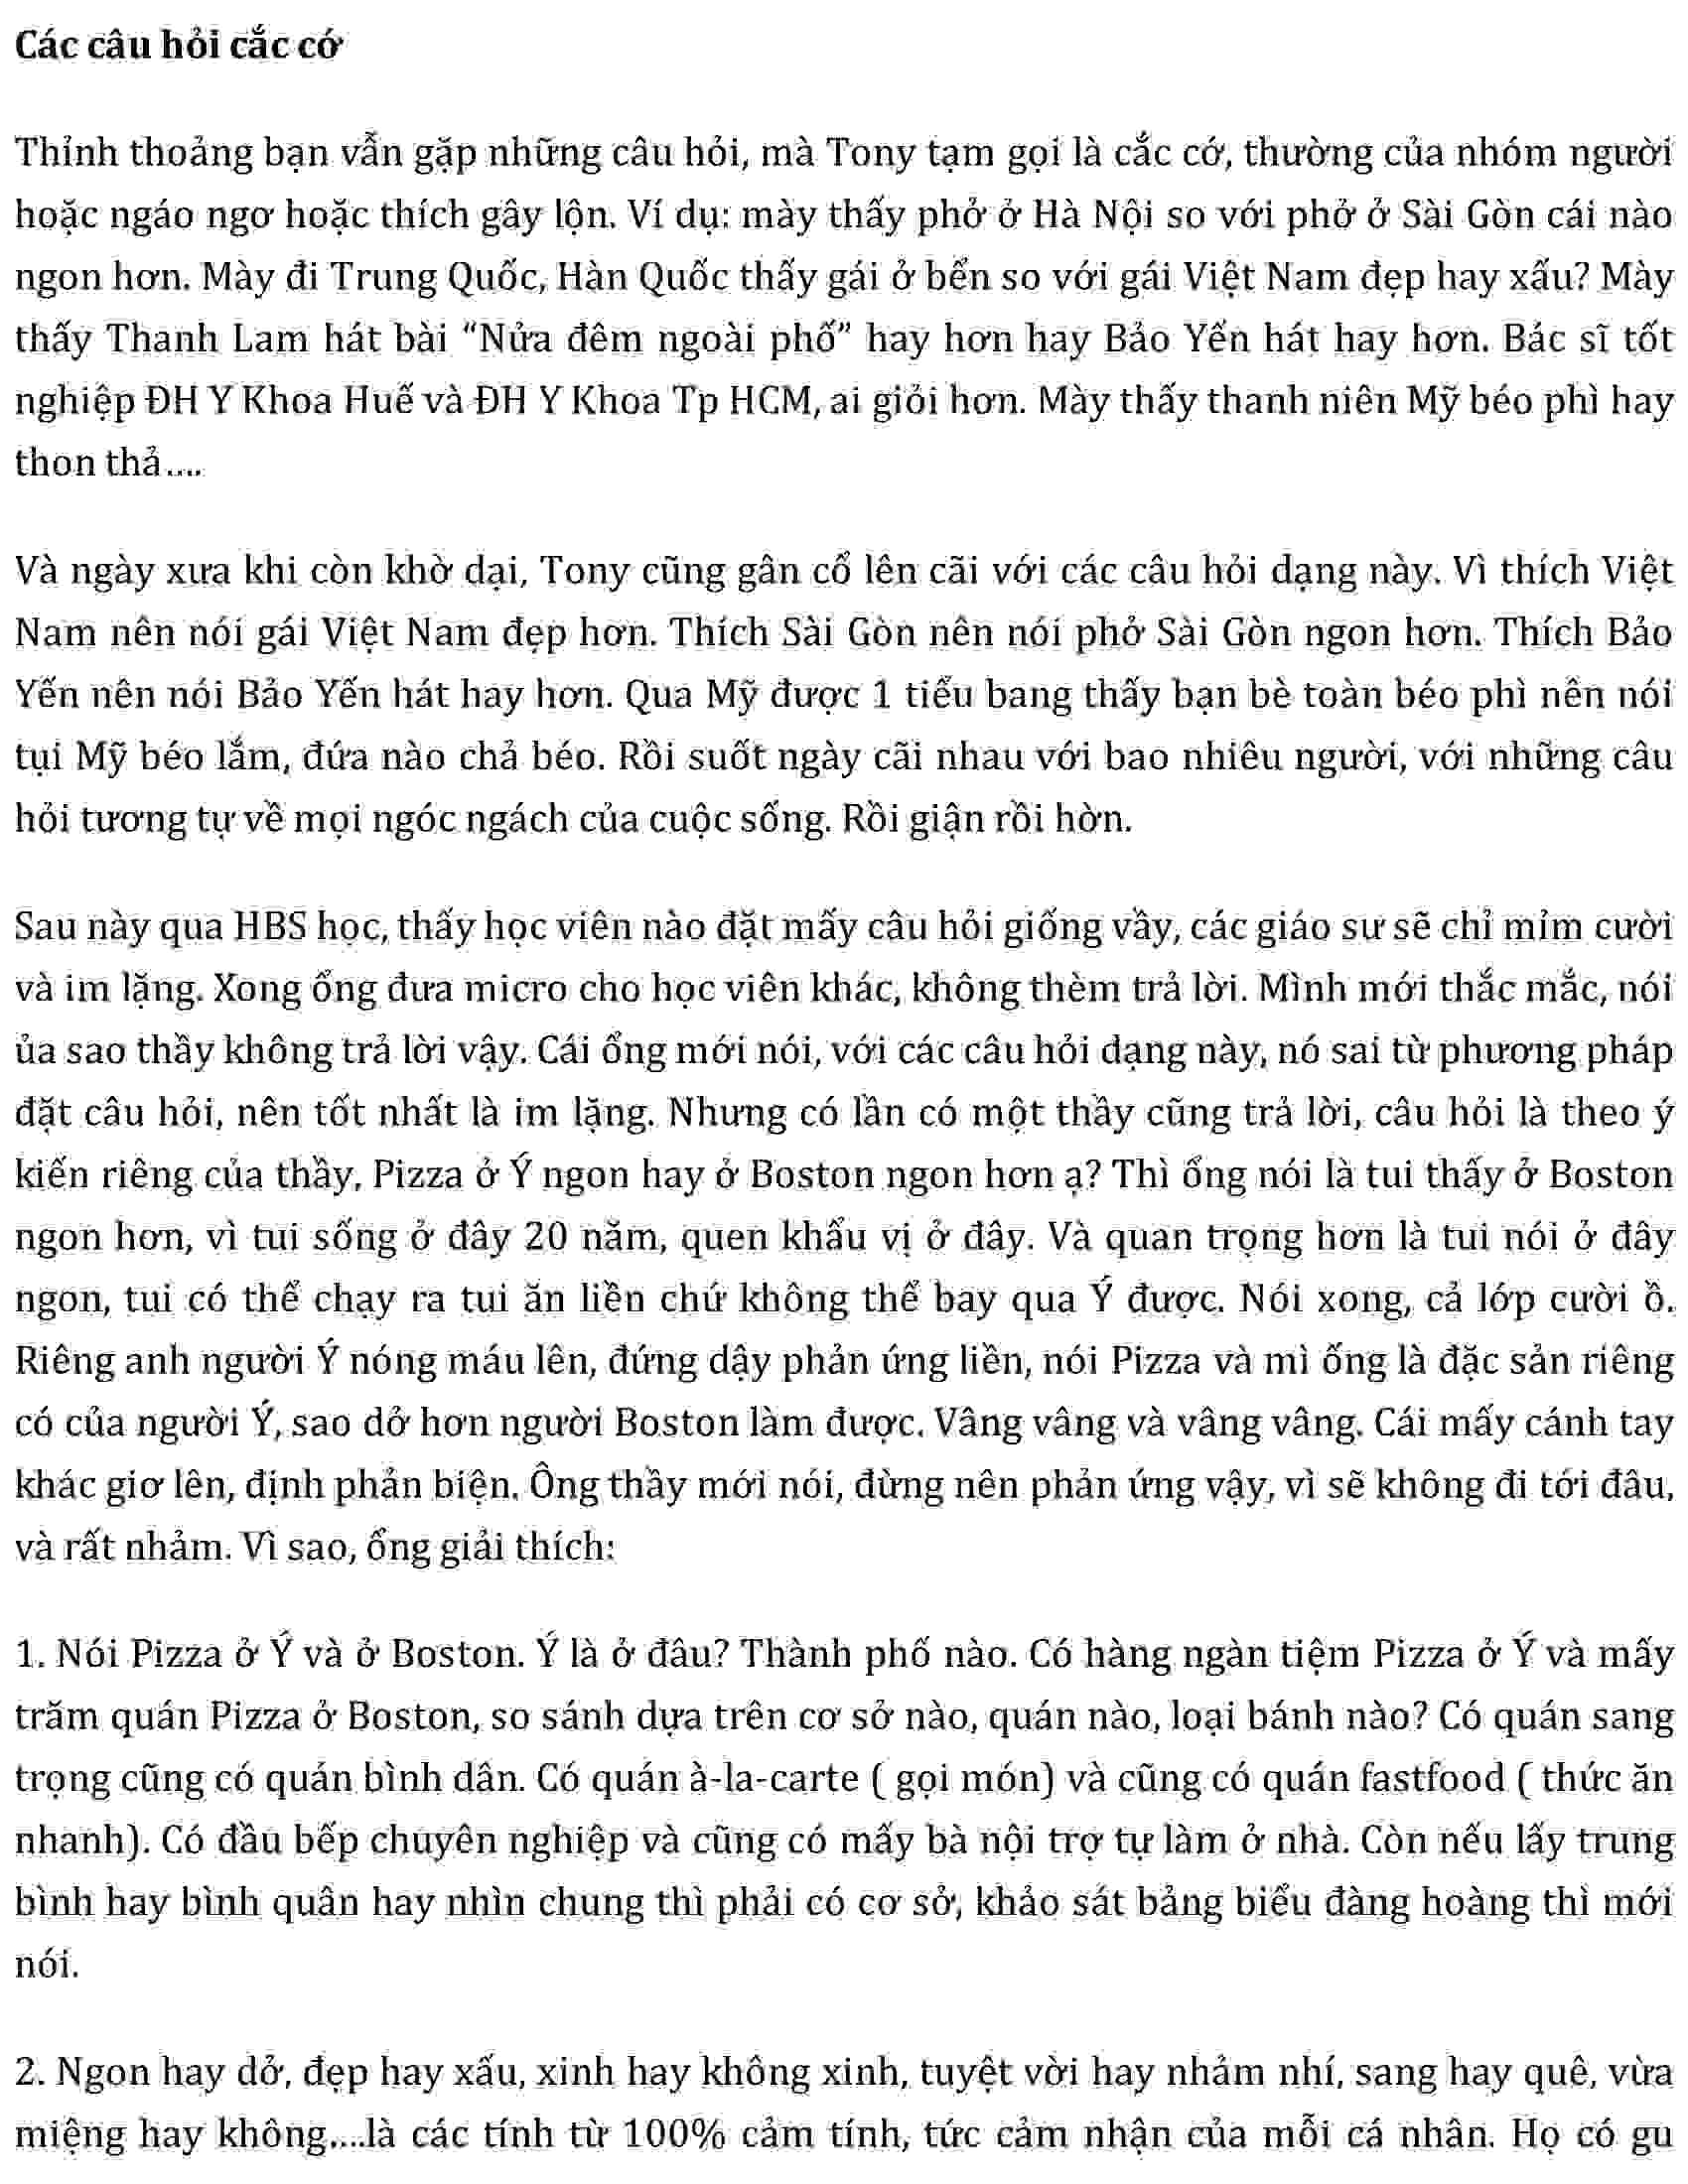 Các câu hỏi cắc cớ
Thỉnh thoảng bạn vẫn gặp những câu hỏi, mà Tony tạm gọi là cắc cớ, thường của nhóm người
hoặc ngáo ngơ hoặc thích gây lộn. Ví dụ: mày thấy phở ở Hà Nội so với phở ở Sài Gòn cái nào
ngon hơn. Mày đi Trung Quốc, Hàn Quốc thấy gái ở bển so với gái Việt Nam đẹp hay xấu? Mày
thấy Thanh Lam hát bài “Nửa đêm ngoài phố” hay hơn hay Bảo Yến hát hay hơn. Bác sĩ tốt
nghiệp ĐH Y Khoa Huế và ĐH Y Khoa Tp HCM, ai giỏi hơn. Mày thấy thanh niên Mỹ béo phì hay
thon thả....
Và ngày xưa khi còn khờ dại, Tony cũng gân cổ lên cãi với các câu hỏi dạng này. Vì thích Việt
Nam nên nói gái Việt Nam đẹp hơn. Thích Sài Gòn nên nói phở Sài Gòn ngon hơn. Thích Bảo
Yến nên nói Bảo Yến hát hay hơn. Qua Mỹ được 1 tiểu bang thấy bạn bè toàn béo phì nên nói
tụi Mỹ béo lắm, đứa nào chả béo. Rồi suốt ngày cãi nhau với bao nhiêu người, với những câu
hỏi tương tự về mọi ngóc ngách của cuộc sống. Rồi giận rồi hờn.
Sau này qua HBS học, thấy học viên nào đặt mấy câu hỏi giống vầy, các giáo sư sẽ chỉ mỉm cười
và im lặng. Xong ổng đưa micro cho học viên khác, không thèm trả lời. Mình mới thắc mắc, nói
ủa sao thầy không trả lời vậy. Cái ổng mới nói, với các câu hỏi dạng này, nó sai từ phương pháp
đặt câu hỏi, nên tốt nhất là im lặng. Nhưng có lần có một thầy cũng trả lời, câu hỏi là theo ý
kiến riêng của thầy, Pizza ở Ý ngon hay ở Boston ngon hơn ạ? Thì ổng nói là tui thấy ở Boston
ngon hơn, vì tui sống ở đây 20 năm, quen khẩu vị ở đây. Và quan trọng hơn là tui nói ở đây
ngon, tui có thể chạy ra tui ăn liền chứ không thể bay qua Ý được. Nói xong, cả lớp cười ồ.
Riêng anh người Ý nóng máu lên, đứng dậy phản ứng liền, nói Pizza và mì ống là đặc sản riêng
có của người Ý, sao dở hơn người Boston làm được. Vâng vâng và vâng vâng. Cái mấy cánh tay
khác giơ lên, định phản biện. Ông thầy mới nói, đừng nên phản ứng vậy, vì sẽ không đi tới đâu,
và rất nhảm. Vì sao, ổng giải thích:
1. Nói Pizza ở Ý và ở Boston. Ý là ở đâu? Thành phố nào. Có hàng ngàn tiệm Pizza ở Ý và mấy
trăm quán Pizza ở Boston, so sánh dựa trên cơ sở nào, quán nào, loại bánh nào? Có quán sang
trọng cũng có quán bình dân. Có quán à-la-carte ( gọi món) và cũng có quán fastfood ( thức ăn
nhanh). Có đầu bếp chuyên nghiệp và cũng có mấy bà nội trợ tự làm ở nhà. Còn nếu lấy trung
bình hay bình quân hay nhìn chung thì phải có cơ sở, khảo sát bảng biểu đàng hoàng thì mới
nói.
2. Ngon hay dở, đẹp hay xấu, xinh hay không xinh, tuyệt vời hay nhảm nhí, sang hay quê, vừa
miệng hay không,...là các tính từ 100% cảm tính, tức cảm nhận của mỗi cá nhân. Họ có gu